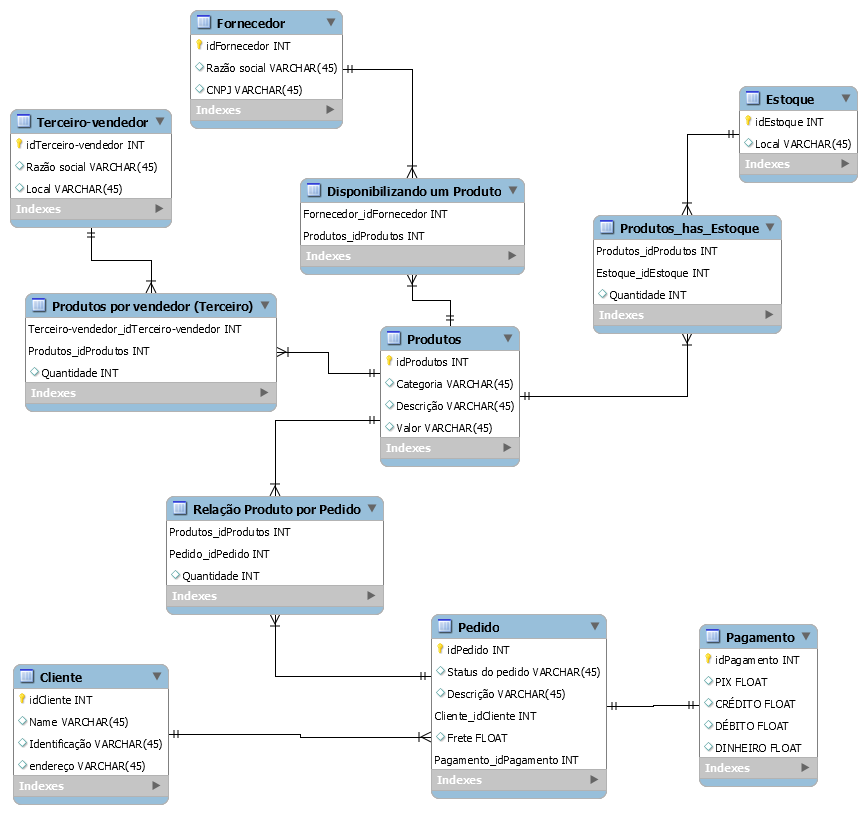 Fornecedor
idFornecedor INT
Razão social VARCHAR(45)
CNPJ VARCHAR(45)
Indexes
Terceiro-vendedor
idTerceiro-vendedor INT
Razão social VARCHAR(45)
Local VARCHAR(45)
Indexes
Estoque
idEstoque INT
Local VARCHAR(45)
Indexes
Disponibilizando um Produto
Fornecedor_idFornecedor INT
Produtos_idProdutos INT
Indexes
Produtos_has_Estoque
Produtos_idProdutos INT
Estoque_idEstoque INT
Quantidade INT
Indexes
Produtos por vendedor (Terceiro)
Terceiro-vendedor_idTerceiro-vendedor INT
Produtos_idProdutos INT
Quantidade INT
Indexes
Produtos
idProdutos INT
Categoria VARCHAR(45)
Descrição VARCHAR(45)
Valor VARCHAR(45)
Indexes
Relação Produto por Pedido
Produtos_idProdutos INT
Pedido_idPedido INT
Quantidade INT
Indexes
Pedido
idPedido INT
Status do pedido VARCHAR(45)
Descrição VARCHAR(45)
Cliente_idCliente INT
Frete FLOAT
Pagamento_idPagamento INT
Indexes
Pagamento
idPagamento INT
PIX FLOAT
CRÉDITO FLOAT
DÉBITO FLOAT
DINHEIRO FLOAT
Indexes
Cliente
idCliente INT
Name VARCHAR(45)
Identificação VARCHAR(45)
endereço VARCHAR(45)
Indexes